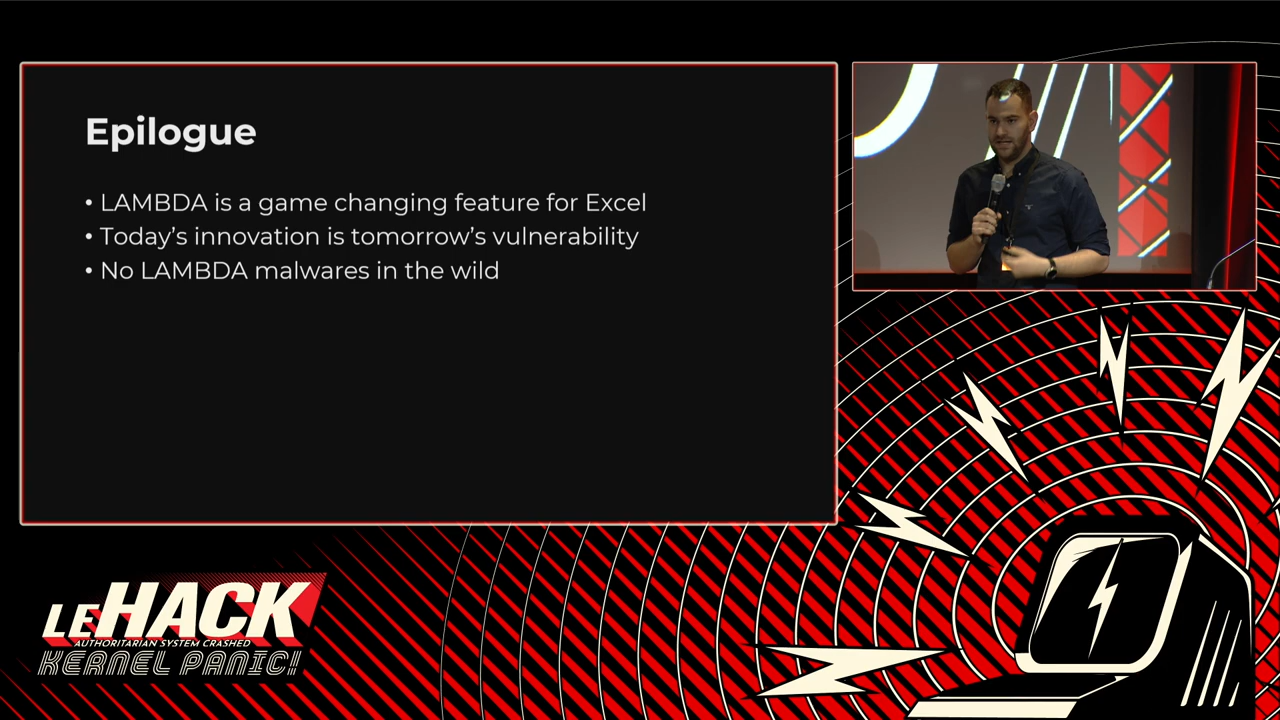 Epilogue
• LAMBDA is a game changing feature for Excel
• Today’s innovation is tomorrow’s vulnerability
• No LAMBDA malwares in the wild
LEHACK
AUTHORITARIAN SYSTEM CRASHED
KERNEL PANIC!